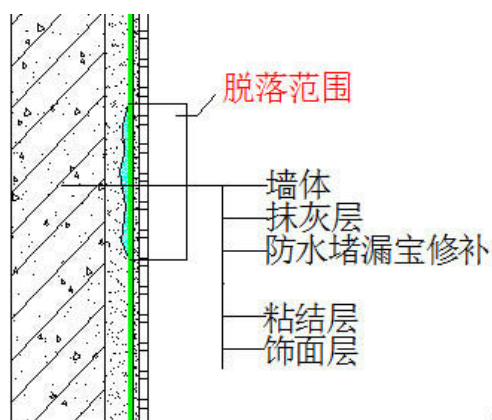 脱落范围
墙体
抹灰层
防水堵漏宝修补
粘结层
饰面层